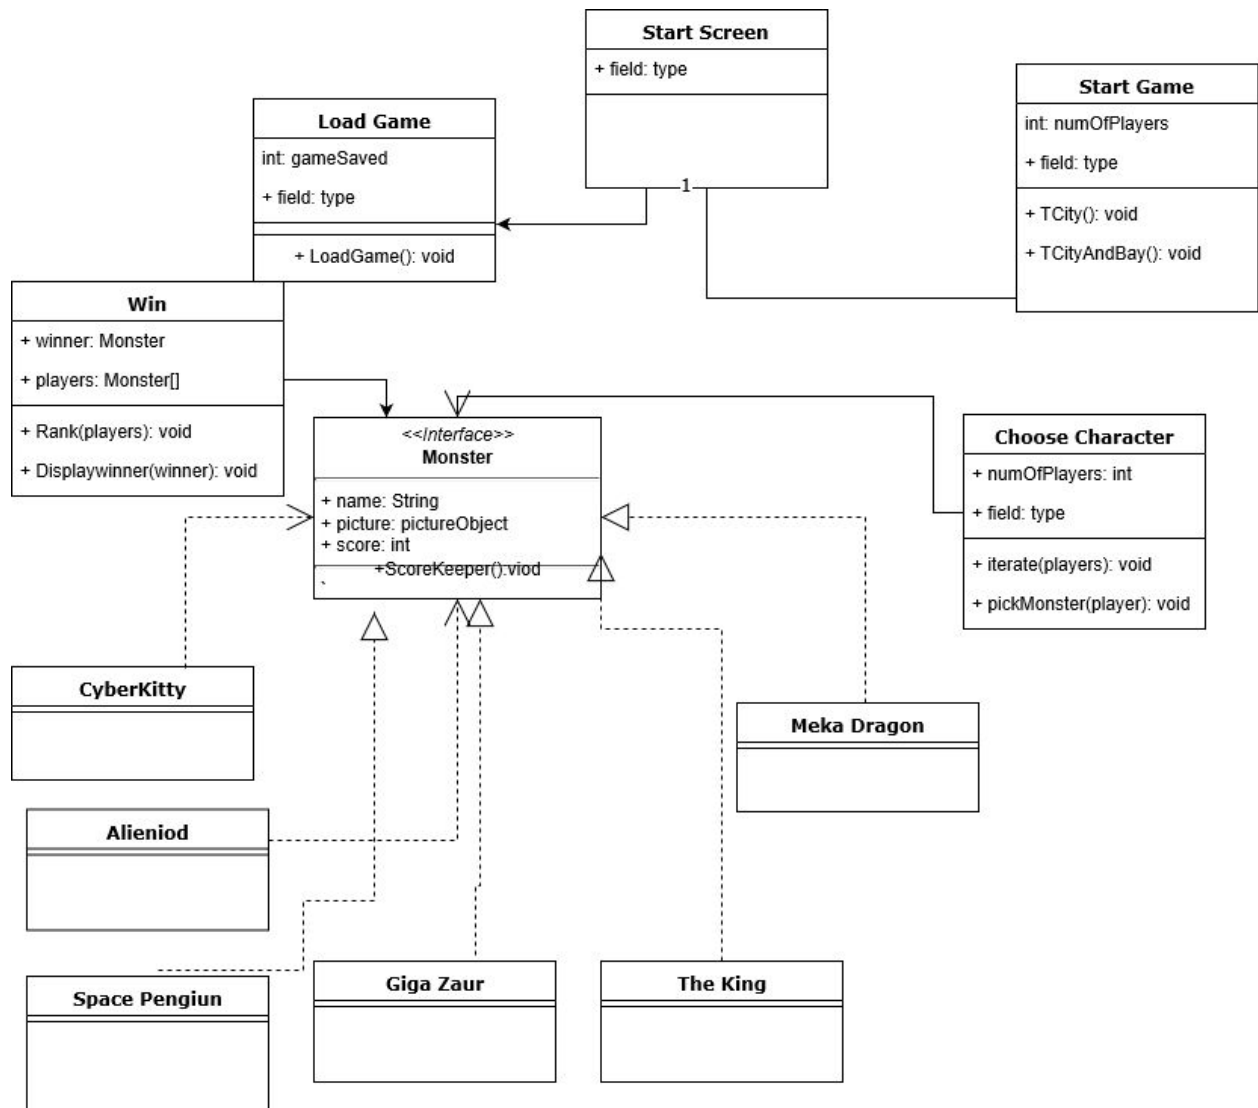 Start Screen
+ field: type
1
Start Game
int: numOfPlayers
+ field: type
+ TCity(): void
+ TCityAndBay(): void
Load Game
int: gameSaved
+ field: type
+ LoadGame(): void
Win
+ winner: Monster
+ players: Monster[]
+ Rank(players): void
+ Displaywinner(winner): void
<<Interface>>
Monster
+ name: String
+ picture: pictureObject
+ score: int
+ScoreKeeper().viod
`
Choose Character
+ numOfPlayers: int
+ field: type
+ iterate(players): void
+ pickMonster(player): void
CyberKitty
Meka Dragon
Alieniod
Space Pengiun
Giga Zaur
The King